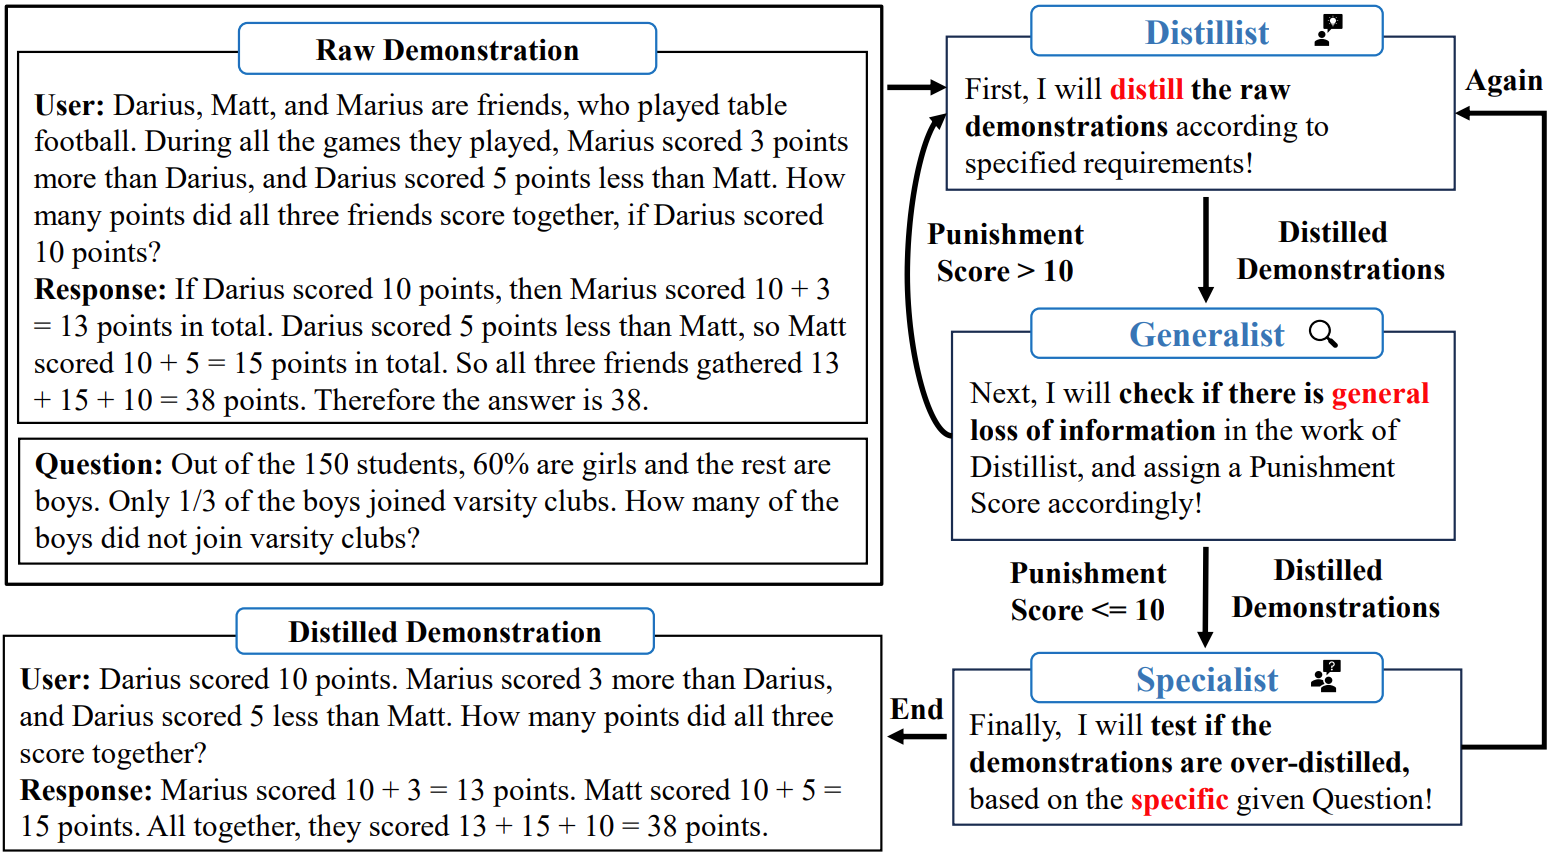 Raw Demonstration
User: Darius, Matt, and Marius are friends, who played table
football. During all the games they played, Marius scored 3 points
more than Darius, and Darius scored 5 points less than Matt. How
many points did all three friends score together, if Darius scored
10 points?
Response: If Darius scored 10 points, then Marius scored 10 + 3
= 13 points in total. Darius scored 5 points less than Matt, so Matt
scored 10 + 5 = 15 points in total. So all three friends gathered 13
+ 15 + 10 = 38 points. Therefore the answer is 38.
Question: Out of the 150 students, 60% are girls and the rest are
boys. Only 1/3 of the boys joined varsity clubs. How many of the
boys did not join varsity clubs?
Distillist
First, I will distill the raw
demonstrations according to
specified requirements!
Again
Punishment
Score > 10
Distilled
Demonstrations
Generalist
Next, I will check if there is general
loss of information in the work of
Distillist, and assign a Punishment
Score accordingly!
Punishment
Score <= 10
Distilled
Demonstrations
Specialist
?
Finally, I will test if the
demonstrations are over-distilled,
based on the specific given Question!
End
Distilled Demonstration
User: Darius scored 10 points. Marius scored 3 more than Darius,
and Darius scored 5 less than Matt. How many points did all three
score together?
Response: Marius scored 10 + 3 = 13 points. Matt scored 10 + 5 =
15 points. All together, they scored 13 + 15 + 10 = 38 points.